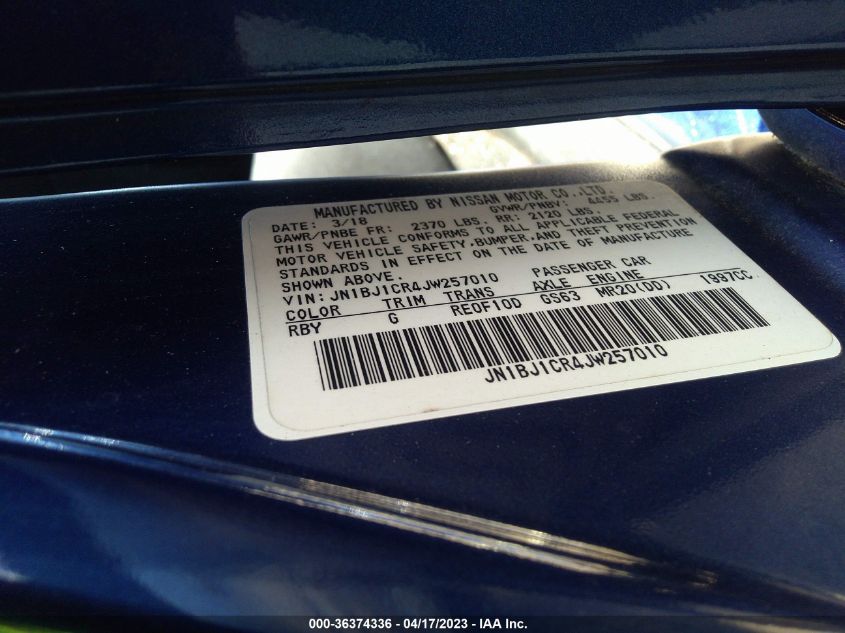 MANUFACTURED BY NISSAN MOTOR CO.,LTD.
DATE: 3/18 GVWR/PNBV: 4455 LBS.
GAWR/PNBE FR: 2370 LBS. RR: 2120 LBS.
THIS VEHICLE CONFORMS TO ALL APPLICABLE FEDERAL
MOTOR VEHICLE SAFETY,BUMPER,AND THEFT PREVENTION
STANDARDS IN EFFECT ON THE DATE OF MANUFACTURE
SHOWN ABOVE.
VIN: JN1BJ1CR4JW257010 PASSENGER CAR
COLOR TRIM TRANS AXLE ENGINE
RBY G RE0F10D GS63 MR20(DD) 1997CC
JN1BJ1CR4JW257010
000-36374336 - 04/17/2023 - IAA Inc.